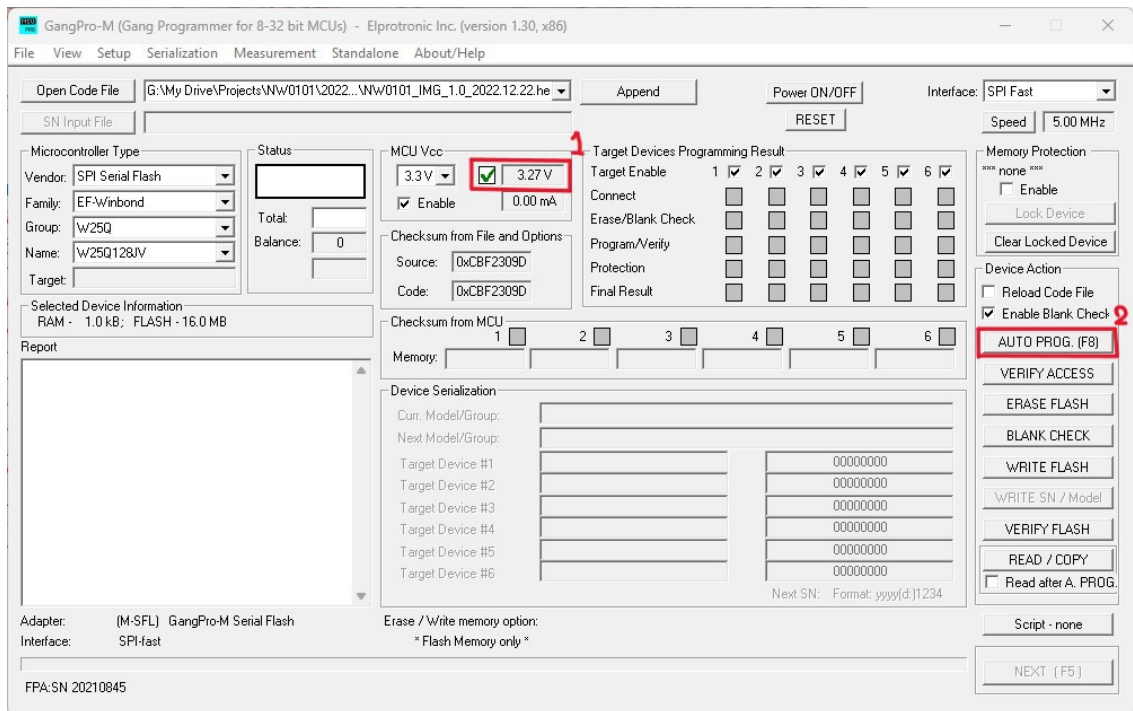 GangPro-M (Gang Programmer for 8-32 bit MCUs) - Elprotronic Inc. (version 1.30, x86)
File View Setup Serialization Measurement Standalone About/Help
Open Code File G:\My Drive\Projects\NW0101\2022...\NW0101_IMG_1.0_2022.12.22.he Append Power ON/OFF Interface: SPI Fast
SN Input File RESET Speed 5.00 MHz
1
Microcontroller Type
Vendor: SPI Serial Flash
Family: EF-Winbond
Group: W25Q
Name: W25Q128JV
Target:
Status
Total:
Balance: 0
MCU Vcc
3.3 V 3.27 V
Enable 0.00 mA
Checksum from File and Options
Source: 0xCBF2309D
Code: 0xCBF2309D
Target Devices Programming Result
Target Enable 1 2 3 4 5 6
Connect
Erase/Blank Check
Program/Verify
Protection
Final Result
Memory Protection
*** none ***
Enable
Lock Device
Clear Locked Device
Selected Device Information
RAM - 1.0 kB; FLASH - 16.0 MB
Report
Checksum from MCU
1 2 3 4 5 6
Memory:
Device Serialization
Curr. Model/Group:
Next Model/Group:
Target Device #1 00000000
Target Device #2 00000000
Target Device #3 00000000
Target Device #4 00000000
Target Device #5 00000000
Target Device #6 00000000
Next SN: Format: yyyy(d:)1234
Device Action
Reload Code File
Enable Blank Check
2
AUTO PROG. (F8)
VERIFY ACCESS
ERASE FLASH
BLANK CHECK
WRITE FLASH
WRITE SN / Model
VERIFY FLASH
READ / COPY
Read after A. PROG.
Script - none
NEXT (F5)
Adapter: (M-SFL) GangPro-M Serial Flash
Interface: SPI-fast
Erase / Write memory option:
* Flash Memory only *
FPA:SN 20210845